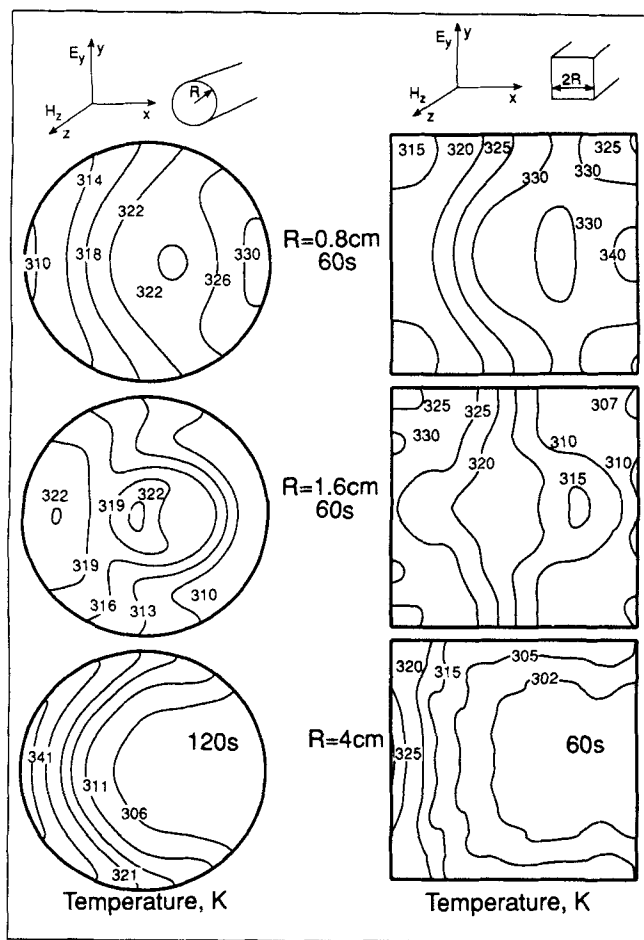 E_y y
H_z x
z
R
E_y y
H_z x
z
2R
314
322
310 318 330
322 326
R=0.8cm
60s
315 320 325 325
330 330
330
340
322 319 322
319
316 313 310
R=1.6cm
60s
325 325 307
330 310
320 310
315
341 311 120s
306
321
R=4cm
320 315 305
302
325 60s
Temperature, K
Temperature, K